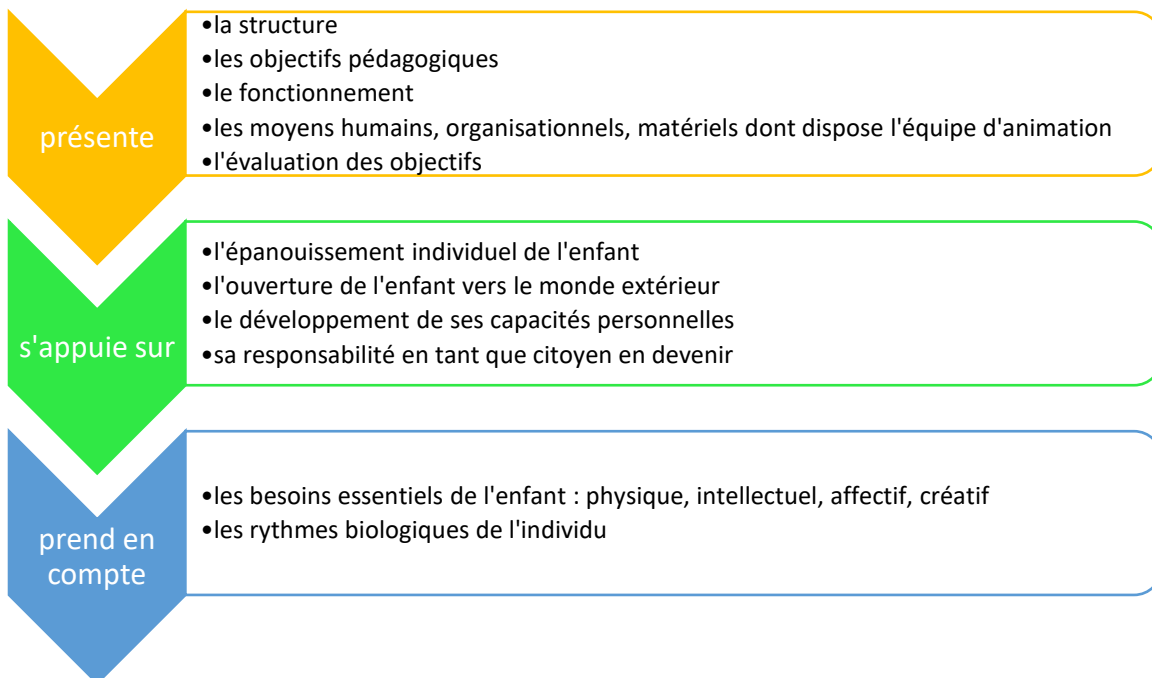 présente
•la structure
•les objectifs pédagogiques
•le fonctionnement
•les moyens humains, organisationnels, matériels dont dispose l'équipe d'animation
•l'évaluation des objectifs
s'appuie sur
•l'épanouissement individuel de l'enfant
•l'ouverture de l'enfant vers le monde extérieur
•le développement de ses capacités personnelles
•sa responsabilité en tant que citoyen en devenir
prend en
compte
•les besoins essentiels de l'enfant : physique, intellectuel, affectif, créatif
•les rythmes biologiques de l'individu